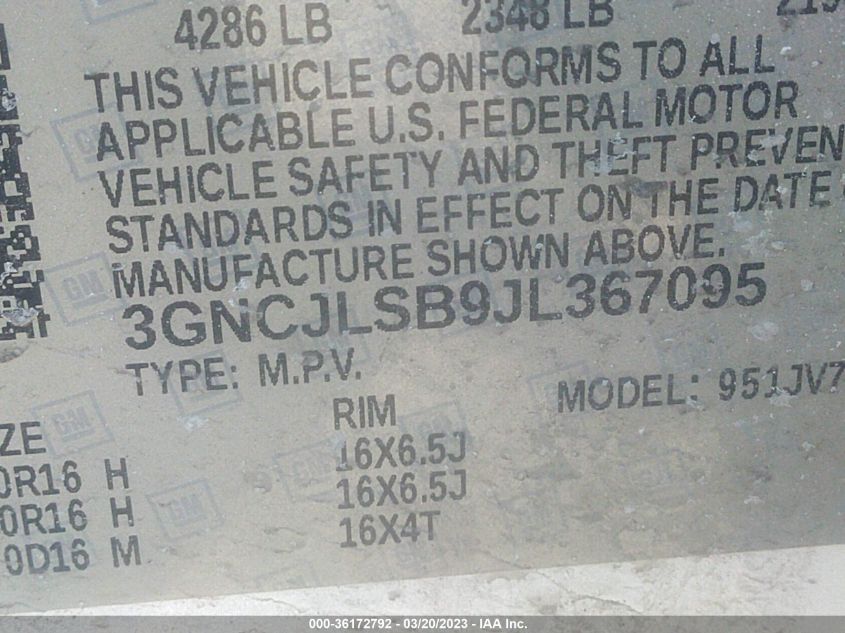 4286 LB 2348 LB
THIS VEHICLE CONFORMS TO ALL
APPLICABLE U.S. FEDERAL MOTOR
VEHICLE SAFETY AND THEFT PREVEN
STANDARDS IN EFFECT ON THE DATE
MANUFACTURE SHOWN ABOVE.
3GNCJLSB9JL367095
TYPE: M.P.V. MODEL: 951JV7
ZE RIM
0R16 H 16X6.5J
0R16 H 16X6.5J
0D16 M 16X4T
000-36172792 - 03/20/2023 - IAA Inc.